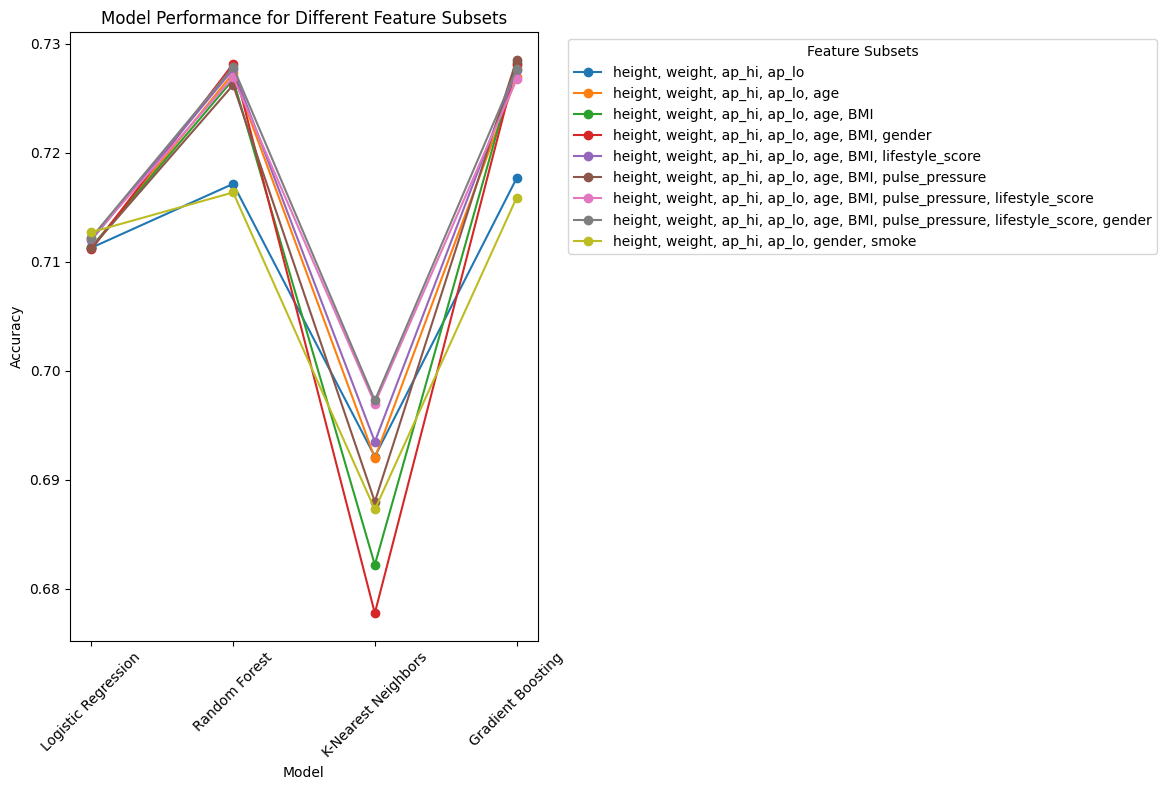 Model Performance for Different Feature Subsets
0.73
0.72
0.71
0.70
0.69
0.68
Accuracy
Logistic Regression
Random Forest
K-Nearest Neighbors
Gradient Boosting
Model
Feature Subsets
height, weight, ap_hi, ap_lo
height, weight, ap_hi, ap_lo, age
height, weight, ap_hi, ap_lo, age, BMI
height, weight, ap_hi, ap_lo, age, BMI, gender
height, weight, ap_hi, ap_lo, age, BMI, lifestyle_score
height, weight, ap_hi, ap_lo, age, BMI, pulse_pressure
height, weight, ap_hi, ap_lo, age, BMI, pulse_pressure, lifestyle_score
height, weight, ap_hi, ap_lo, age, BMI, pulse_pressure, lifestyle_score, gender
height, weight, ap_hi, ap_lo, gender, smoke